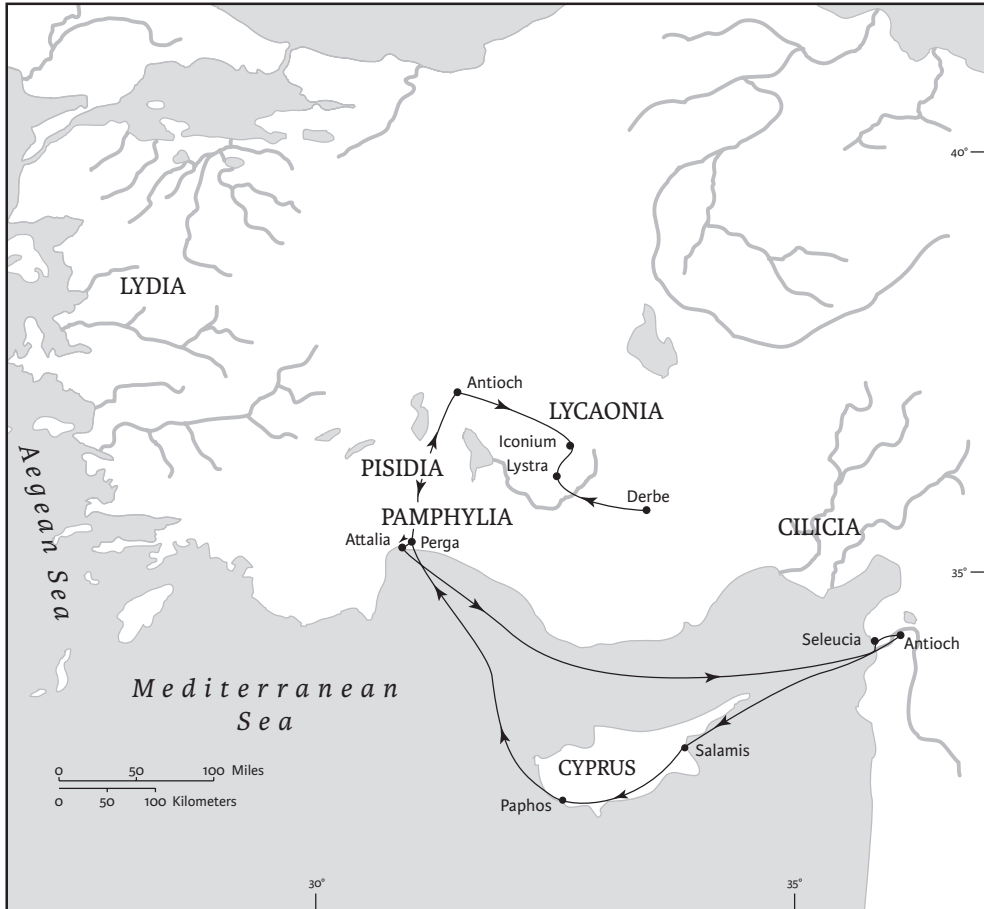 40°
LYDIA
Antioch
LYCAONIA
Iconium
Lystra
PISIDIA
Derbe
PAMPHYLIA
CILICIA
Attalia
Perga
Aegean Sea
35°
Seleucia
Antioch
Mediterranean
Sea
Salamis
CYPRUS
0 50 100 Miles
0 50 100 Kilometers
Paphos
30°
35°